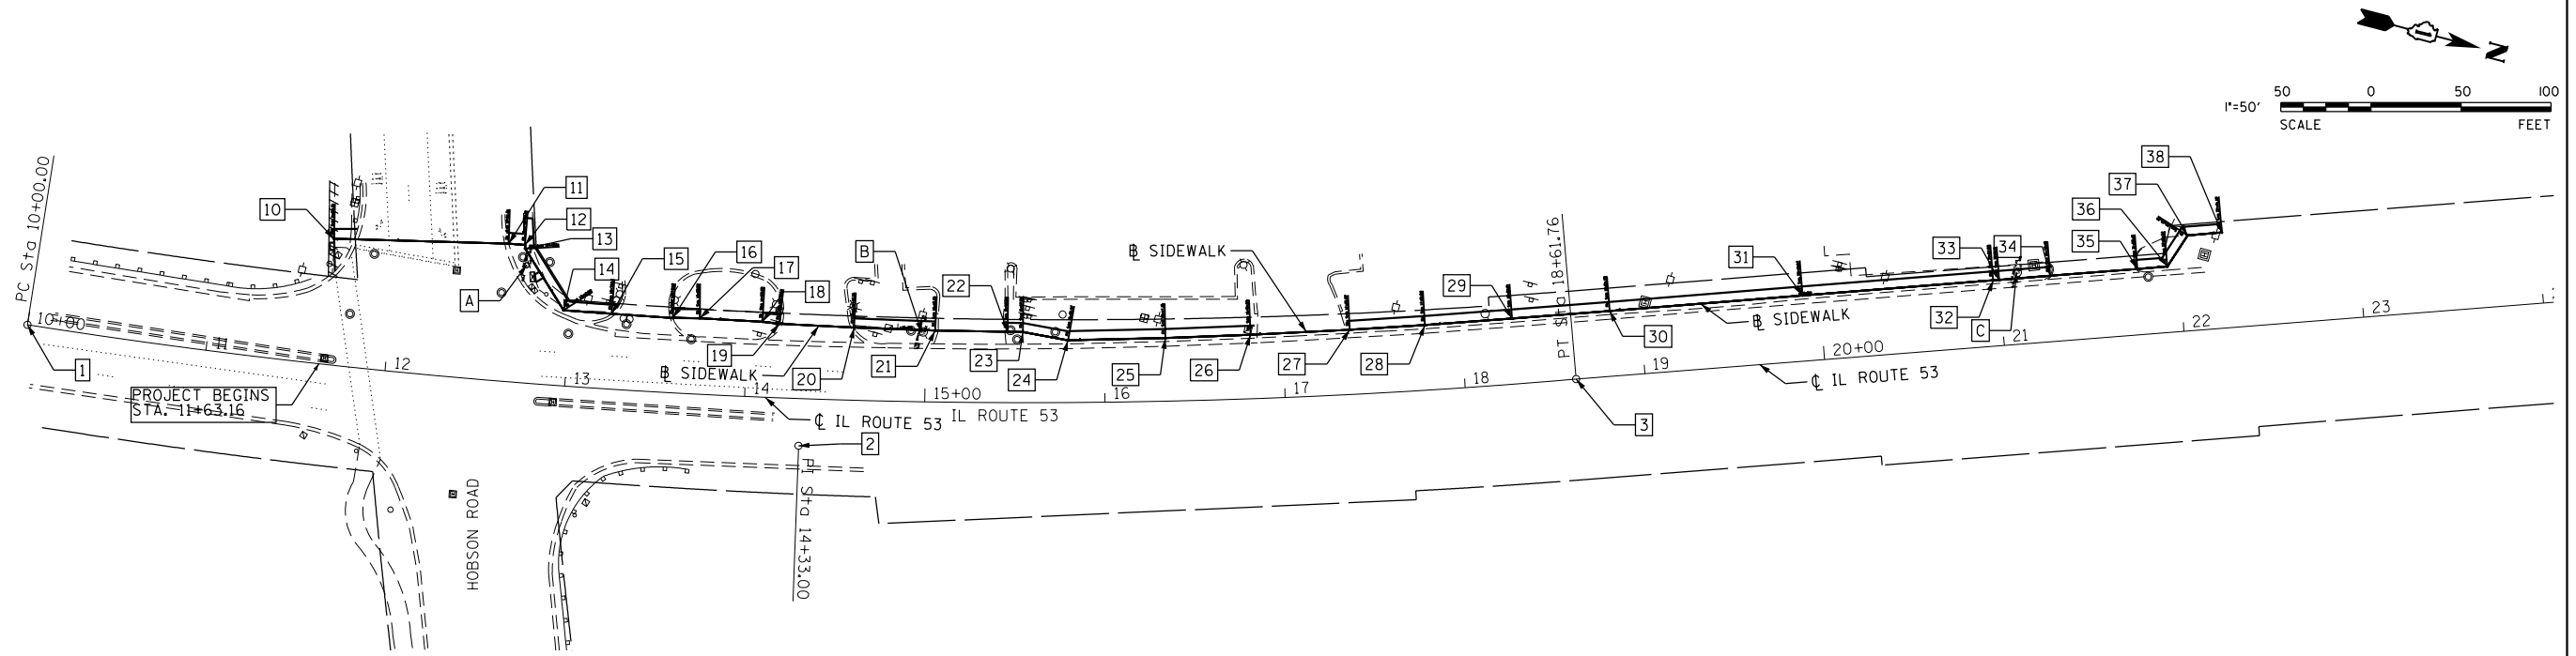 N
50 0 50 100
1"=50'
SCALE FEET
PC Sta 10+00.00
10+00
1
10
11
12
13
14
15
16
17
18
A
B
19
20
21
22
23
24
25
26
27
28
29
30
31
32
33
34
C
35
36
37
38
℄ SIDEWALK
B SIDEWALK
B SIDEWALK
B SIDEWALK
PT Sta 18+61.76
PROJECT BEGINS
STA. 11+63.16
11
12
13
14
15+00
16
17
18
19
20+00
21
22
23
℄ IL ROUTE 53
IL ROUTE 53
℄ IL ROUTE 53
2
3
PI Sta 14+33.00
HOBSON ROAD